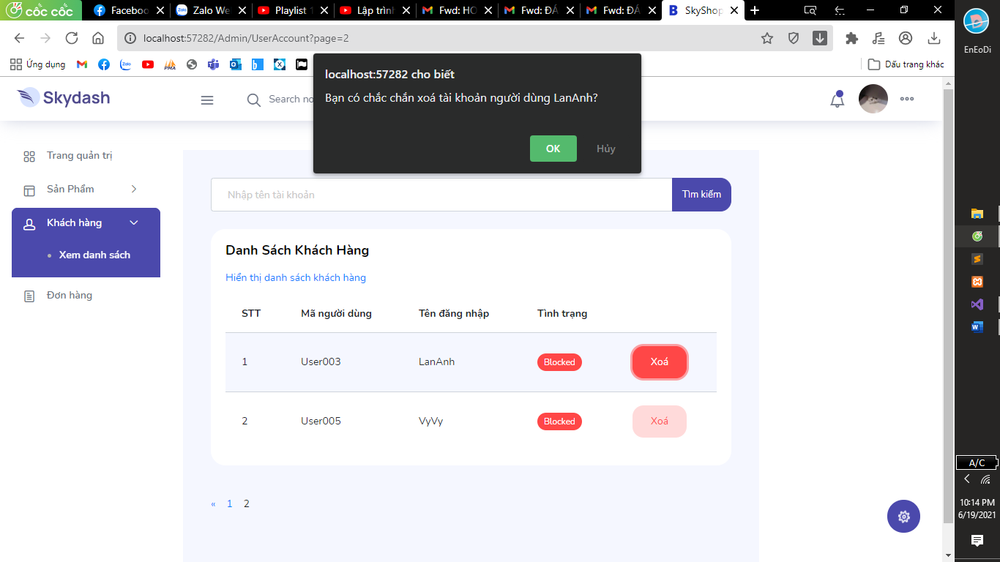 cốc cốc
Faceboo
Zalo We
Playlist 1
Lập trình
Fwd: HO
Fwd: ĐÁ
Fwd: ĐÁ
SkyShop
localhost:57282/Admin/UserAccount?page=2
Ứng dụng
Dấu trang khác
EnEoDi
localhost:57282 cho biết
Bạn có chắc chắn xoá tài khoản người dùng LanAnh?
OK
Hủy
Skydash
Search no
Trang quản trị
Sản Phẩm
Khách hàng
Xem danh sách
Đơn hàng
Nhập tên tài khoản
Tìm kiếm
Danh Sách Khách Hàng
Hiển thị danh sách khách hàng
STT Mã người dùng Tên đăng nhập Tình trạng
1 User003 LanAnh Blocked Xoá
2 User005 VyVy Blocked Xoá
« 1 2
A/C
10:14 PM
6/19/2021